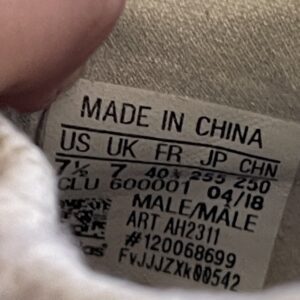 MADE IN CHINA
US UK FR JP CHN
7½ 7 40⅔ 255 250
CLU 600001 04/18
MALE/MALE
ART AH2311
#120068699
FvJJJZXk00542